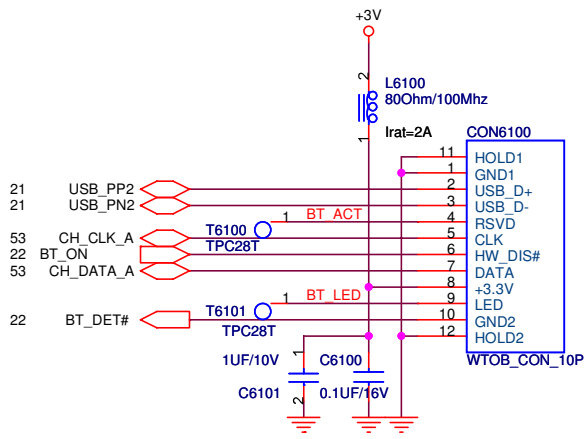 +3V
2
L6100
80Ohm/100Mhz
1
Irat=2A
CON6100
11 HOLD1
1 GND1
21 USB_PP2 2 USB_D+
21 USB_PN2 3 USB_D-
T6100 1 BT_ACT 4 RSVD
53 CH_CLK_A 5 CLK
TPC28T
22 BT_ON 6 HW_DIS#
53 CH_DATA_A 7 DATA
8 +3.3V
T6101 1 BT_LED 9 LED
22 BT_DET# 10 GND2
TPC28T
12 HOLD2
1UF/10V 1 C6100 WTOB_CON_10P
C6101 2 0.1UF/16V